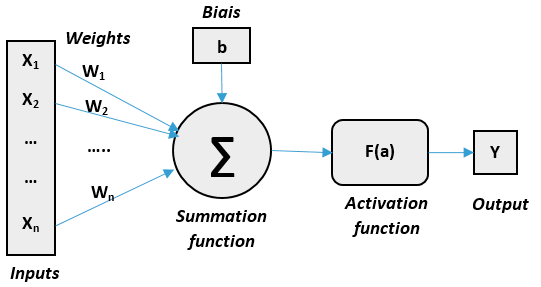 Biais
b
Weights
X1
X2
...
...
Xn
W1
W2
.....
Wn
Inputs
∑
Summation
function
F(a)
Activation
function
Y
Output